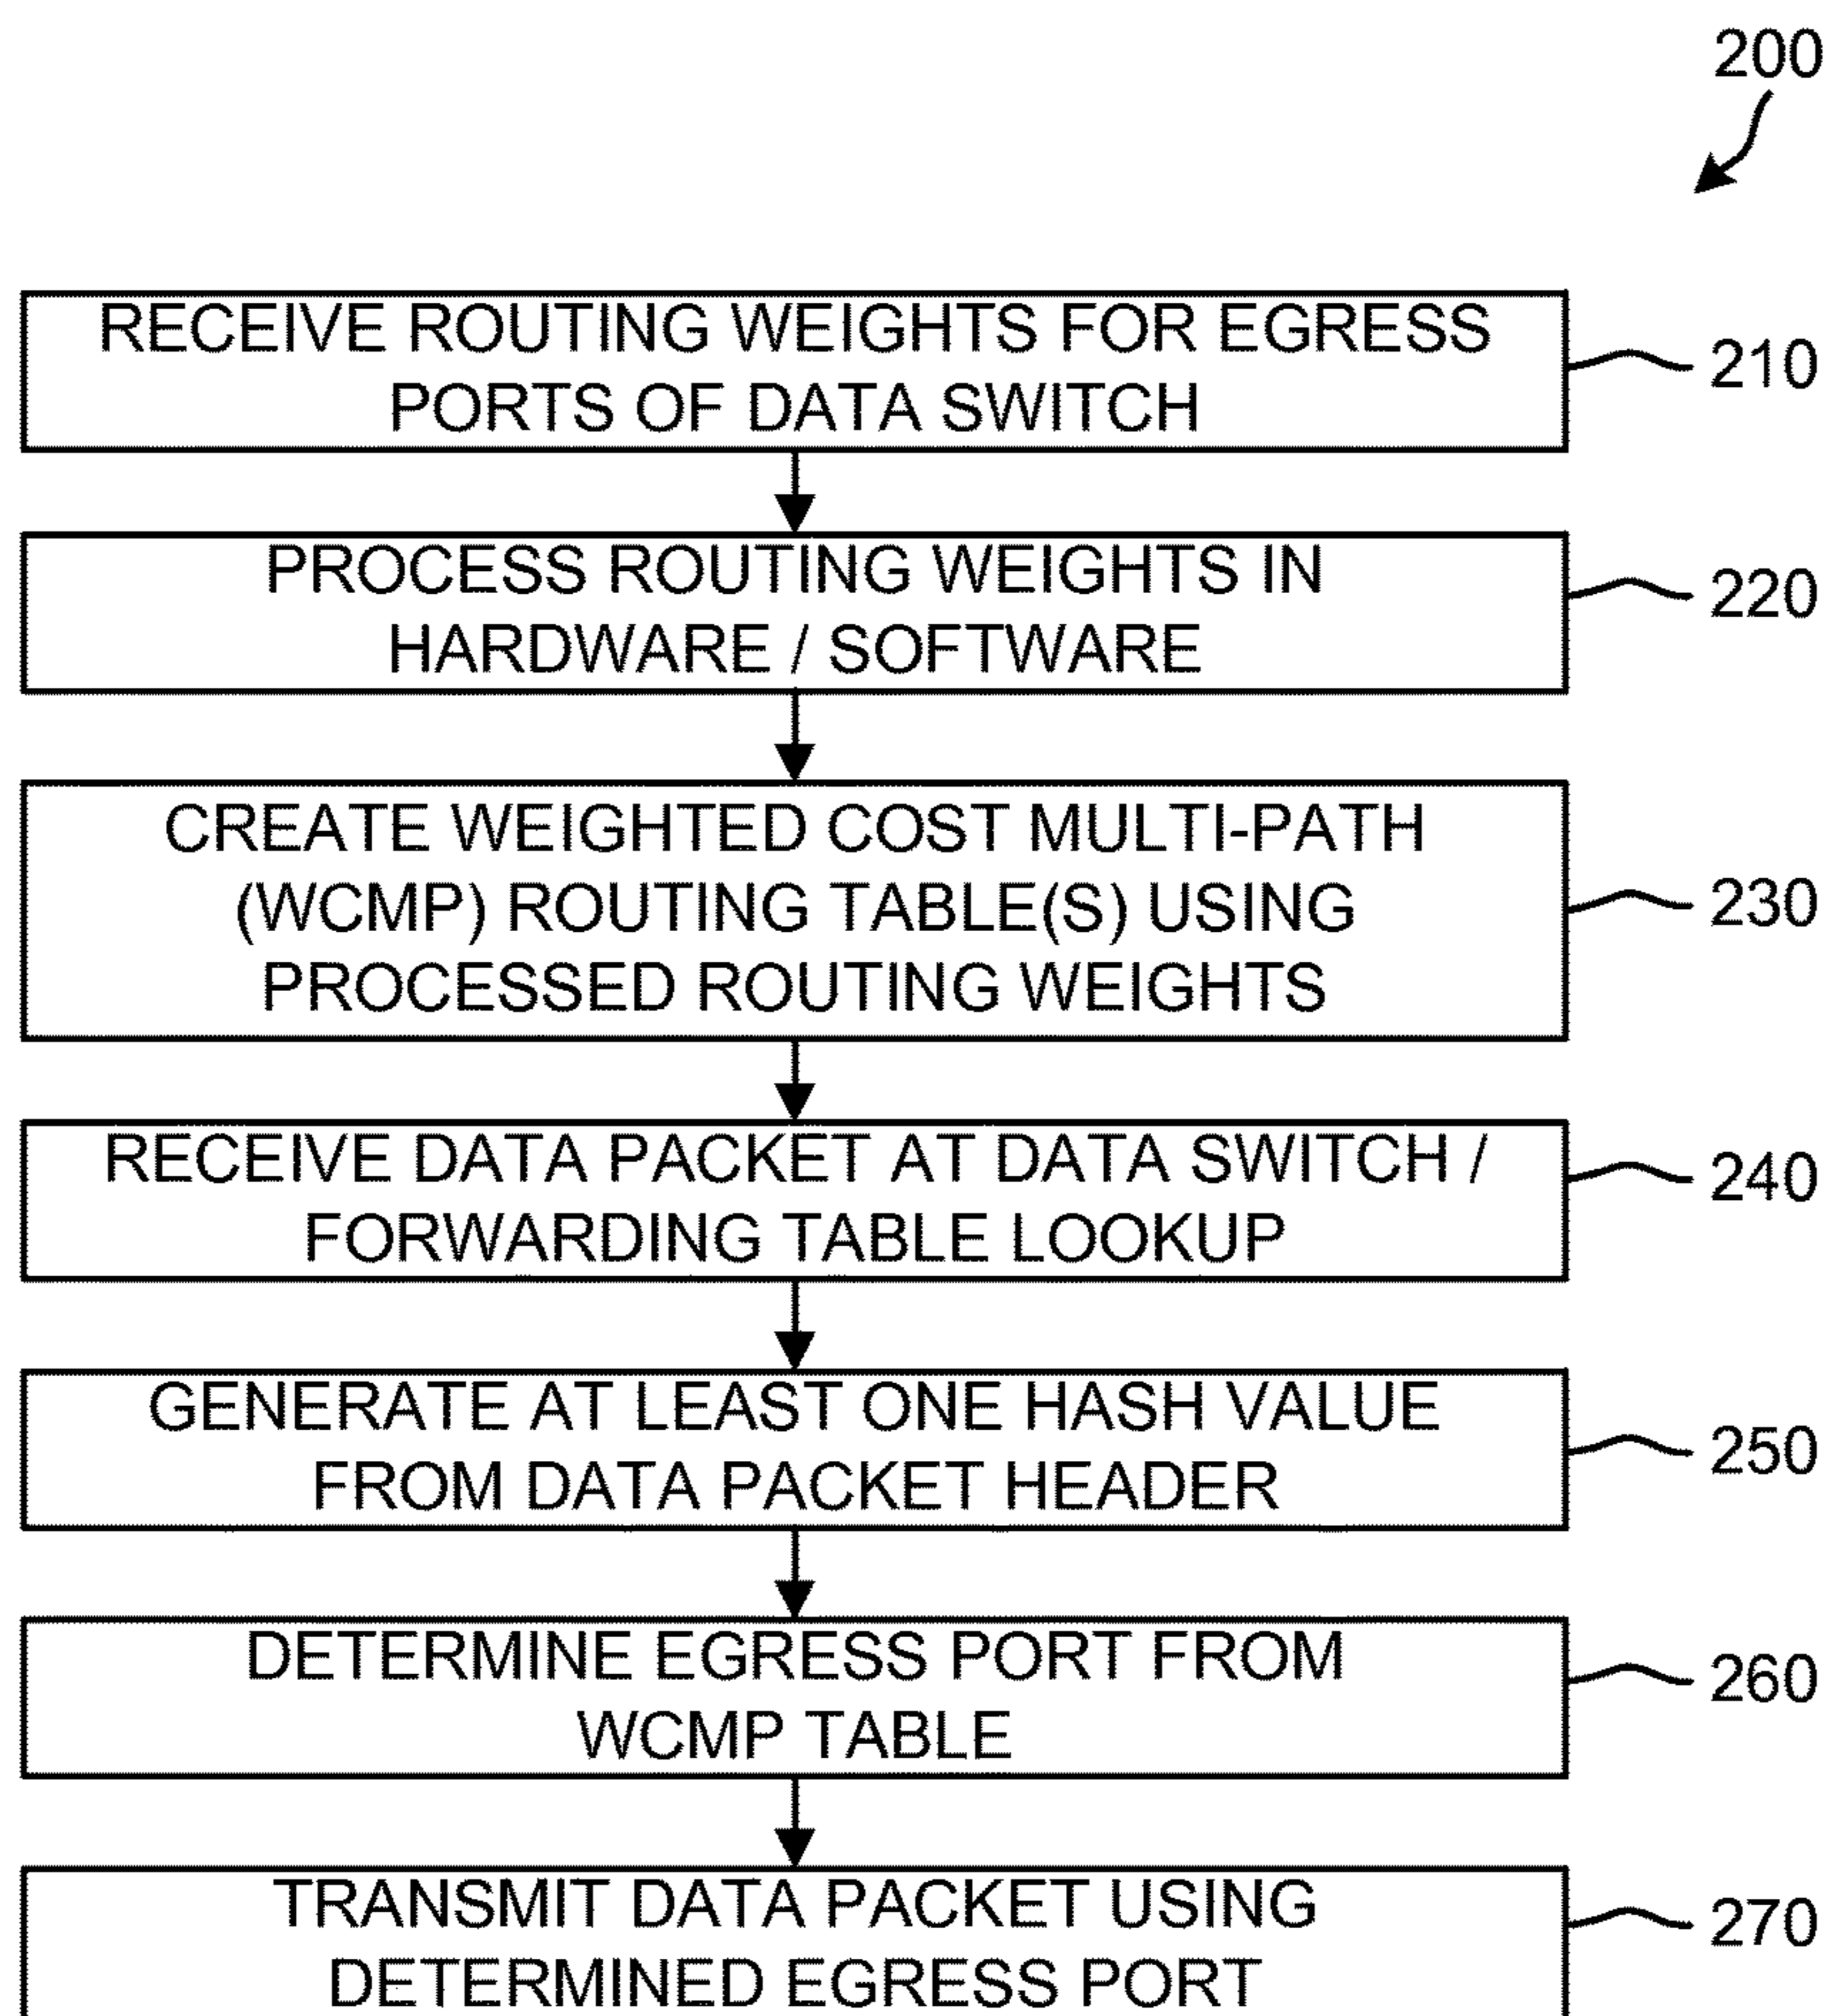 200
RECEIVE ROUTING WEIGHTS FOR EGRESS
PORTS OF DATA SWITCH
210
PROCESS ROUTING WEIGHTS IN
HARDWARE / SOFTWARE
220
CREATE WEIGHTED COST MULTI-PATH
(WCMP) ROUTING TABLE(S) USING
PROCESSED ROUTING WEIGHTS
230
RECEIVE DATA PACKET AT DATA SWITCH /
FORWARDING TABLE LOOKUP
240
GENERATE AT LEAST ONE HASH VALUE
FROM DATA PACKET HEADER
250
DETERMINE EGRESS PORT FROM
WCMP TABLE
260
TRANSMIT DATA PACKET USING
DETERMINED EGRESS PORT
270